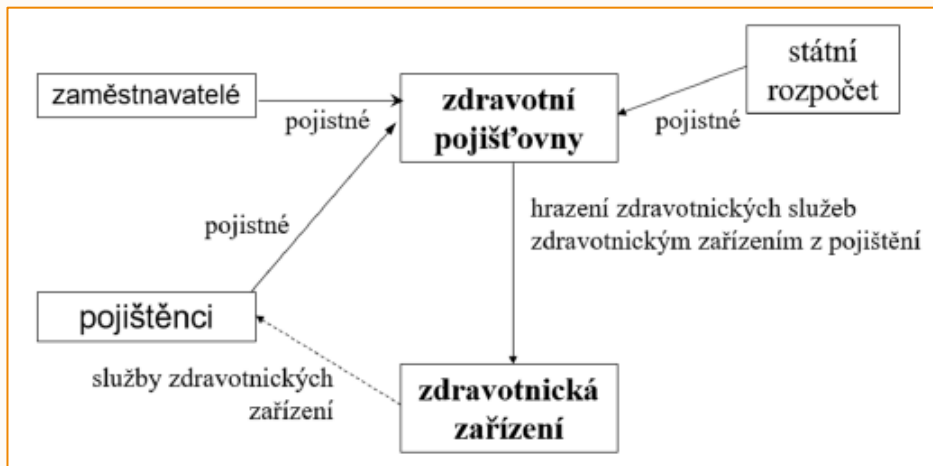 zaměstnavatelé
pojistné
zdravotní
pojišťovny
státní
rozpočet
pojistné
pojistné
hrazení zdravotnických služeb
zdravotnickým zařízením z pojištění
pojištěnci
služby zdravotnických
zařízení
zdravotnická
zařízení